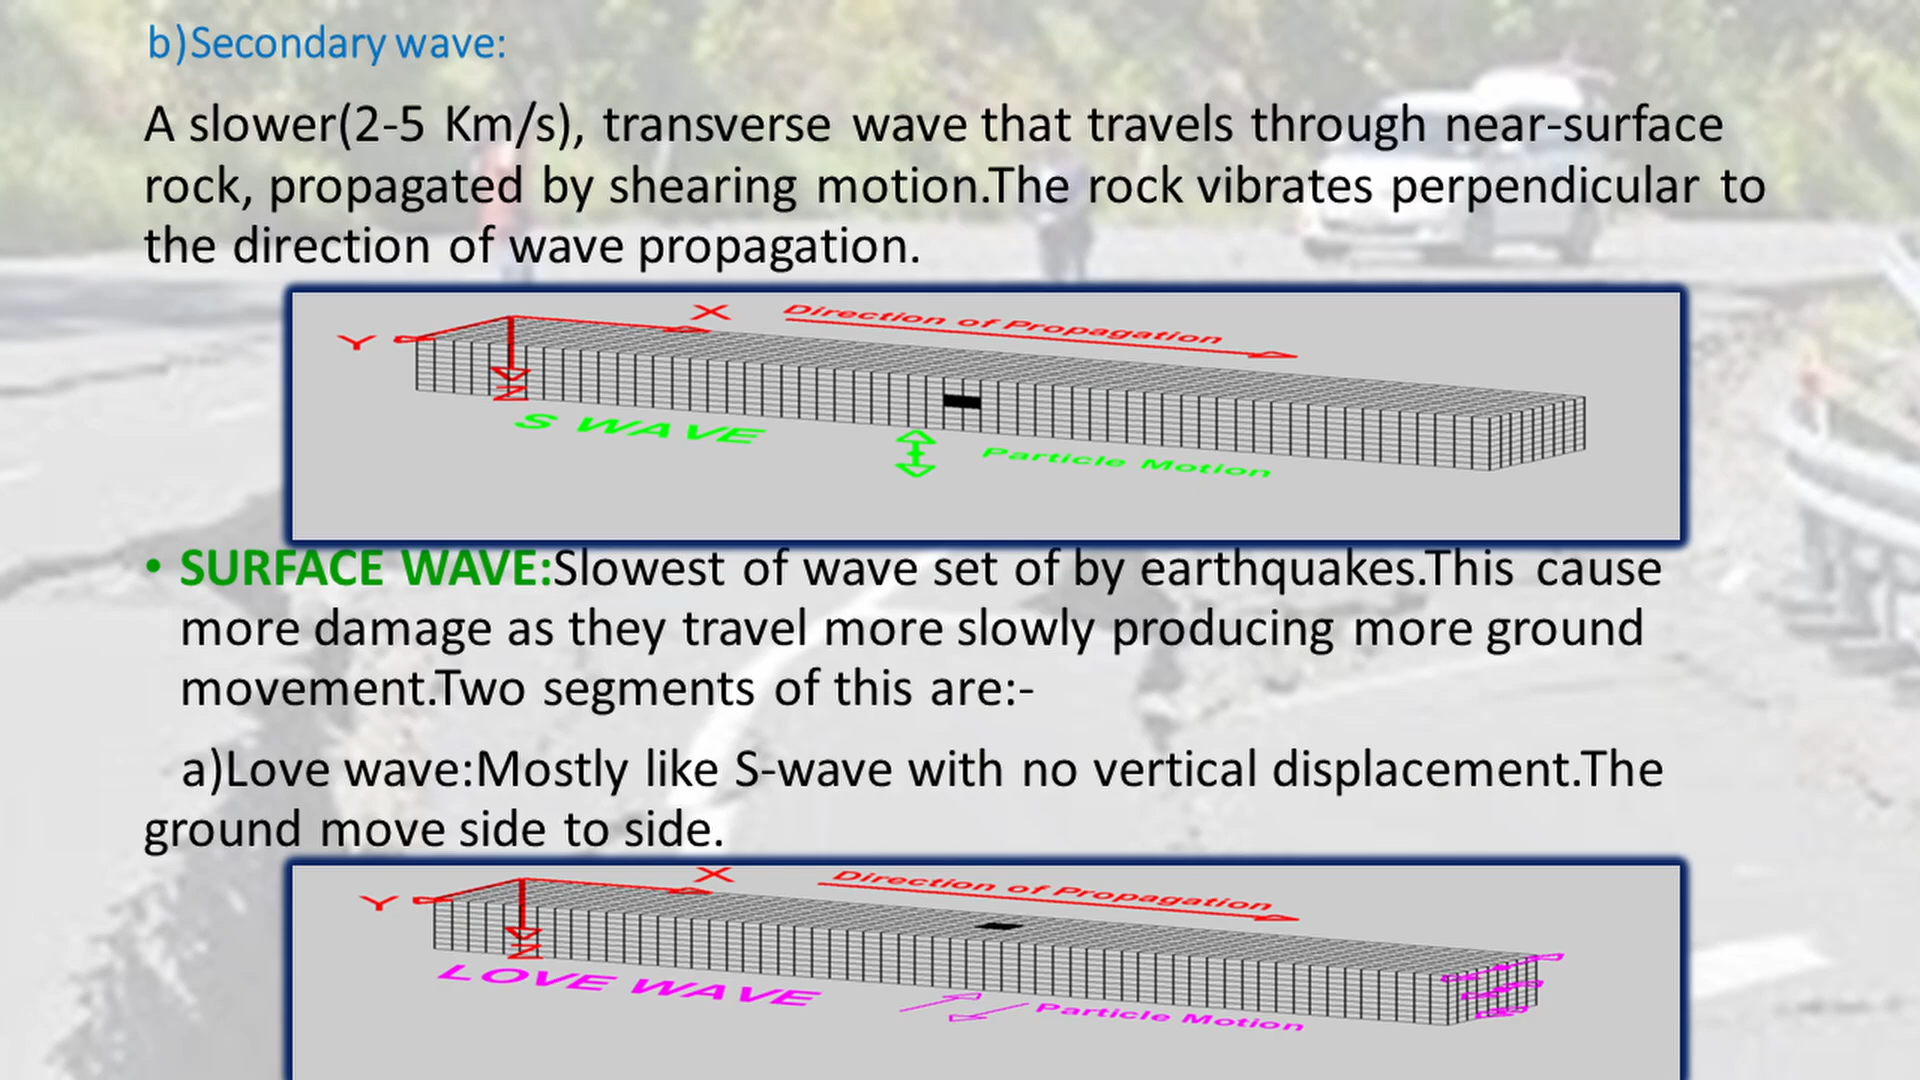 b)Secondary wave:
A slower(2-5 Km/s), transverse wave that travels through near-surface
rock, propagated by shearing motion.The rock vibrates perpendicular to
the direction of wave propagation.
X
Direction of Propagation
Y
Z
S WAVE
Particle Motion
• SURFACE WAVE:Slowest of wave set of by earthquakes.This cause
more damage as they travel more slowly producing more ground
movement.Two segments of this are:-
a)Love wave:Mostly like S-wave with no vertical displacement.The
ground move side to side.
X
Direction of Propagation
Y
Z
LOVE WAVE
Particle Motion